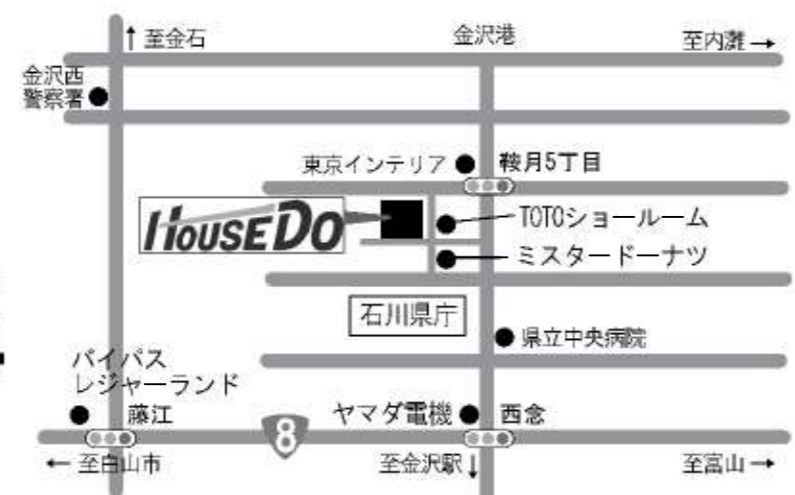 ↑至金石
金沢港
至内灘→
金沢西
警察署
東京インテリア
鞍月5丁目
HOUSEDO
TOTOショールーム
ミスタードーナツ
石川県庁
県立中央病院
バイパス
レジャーランド
藤江
8
ヤマダ電機
西念
←至白山市
至金沢駅↓
至富山→